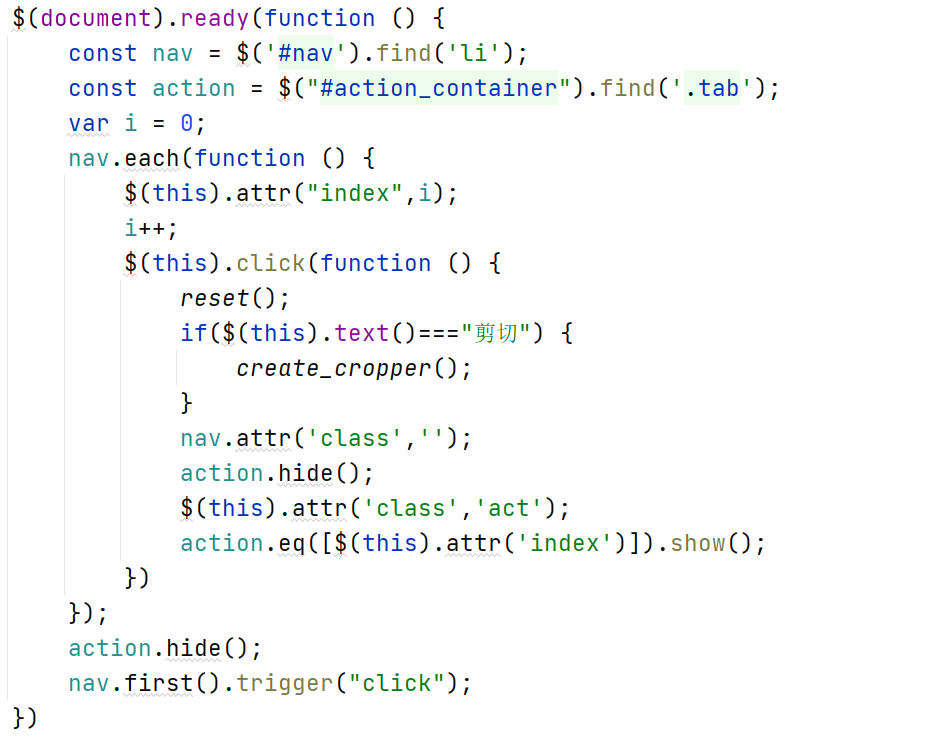 $(document).ready(function () {
    const nav = $('#nav').find('li');
    const action = $("#action_container").find('.tab');
    var i = 0;
    nav.each(function () {
        $(this).attr("index",i);
        i++;
        $(this).click(function () {
            reset();
            if($(this).text()==="剪切") {
                create_cropper();
            }
            nav.attr('class','');
            action.hide();
            $(this).attr('class','act');
            action.eq([$(this).attr('index')]).show();
        })
    });
    action.hide();
    nav.first().trigger("click");
})